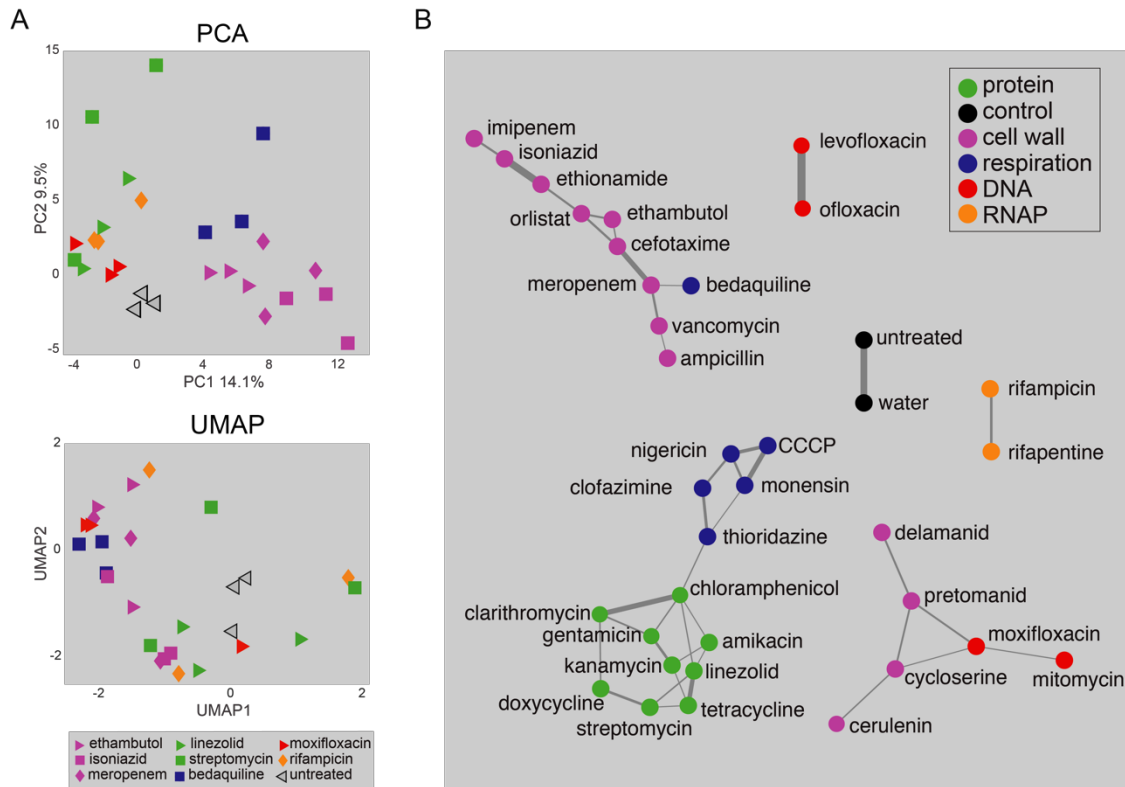 A
PCA
15
10
5
0
-5
PC2 9.5%
-4 0 4 8 12
PC1 14.1%
UMAP
2
0
-2
UMAP2
-2 0 2
UMAP1
ethambutol linezolid moxifloxacin
isoniazid streptomycin rifampicin
meropenem bedaquiline untreated
B
protein
control
cell wall
respiration
DNA
RNAP
imipenem
isoniazid
ethionamide
orlistat
ethambutol
cefotaxime
meropenem
bedaquiline
vancomycin
ampicillin
levofloxacin
ofloxacin
untreated
water
rifampicin
rifapentine
nigericin
CCCP
clofazimine
monensin
thioridazine
chloramphenicol
clarithromycin
gentamicin
amikacin
kanamycin
linezolid
doxycycline
tetracycline
streptomycin
delamanid
pretomanid
moxifloxacin
cycloserine
mitomycin
cerulenin